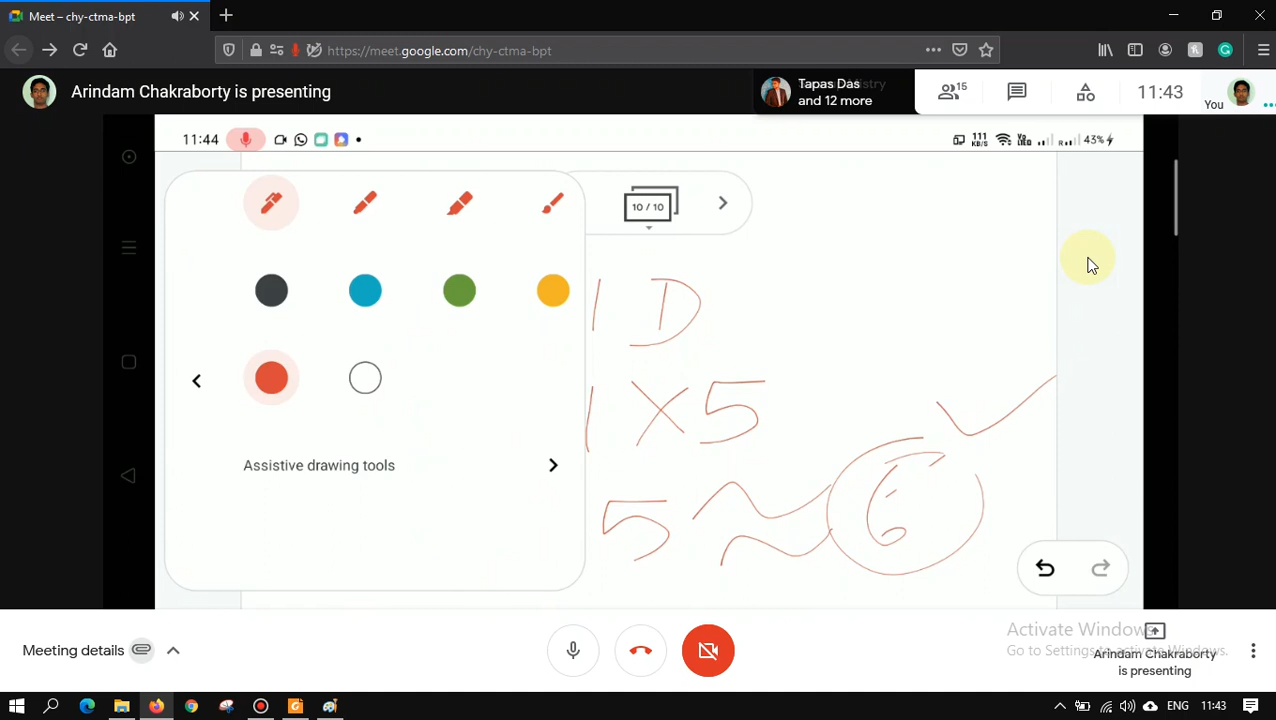 Meet – chy-ctma-bpt
https://meet.google.com/chy-ctma-bpt
Arindam Chakraborty is presenting
Tapas Das
and 12 more
15
11:43
You
11:44
111
KB/S
43%
10 / 10
1 D
1 X 5
5 ≈ 6
Assistive drawing tools
Activate Windows
Go to Settings to activate Windows.
Meeting details
Arindam Chakraborty
is presenting
ENG
11:43